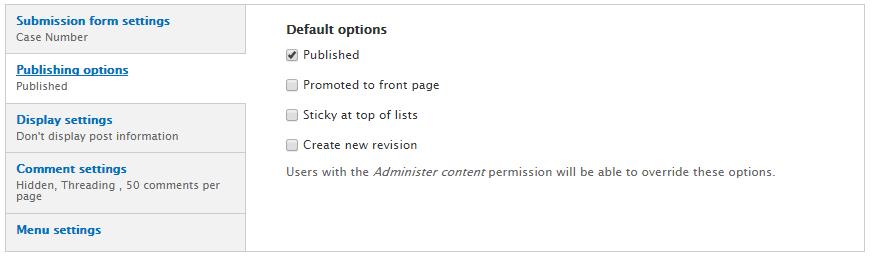 Submission form settings
Case Number
Publishing options
Published
Display settings
Don't display post information
Comment settings
Hidden, Threading , 50 comments per
page
Menu settings
Default options
Published
Promoted to front page
Sticky at top of lists
Create new revision
Users with the Administer content permission will be able to override these options.